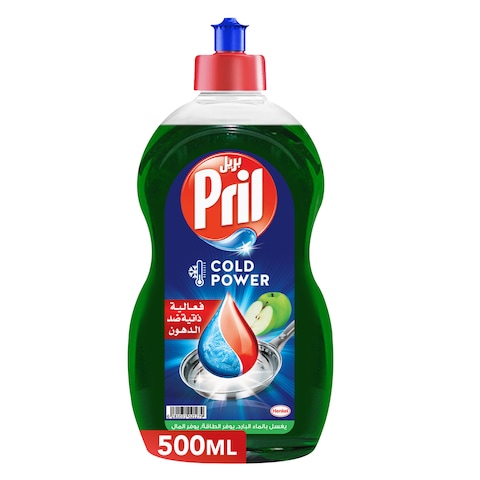 بريل
Pril
COLD
POWER
فعالية
ذاتية ضد
الدهون
Henkel
يغسل بالماء البارد، يوفر الطاقة، يوفر المال
500ML